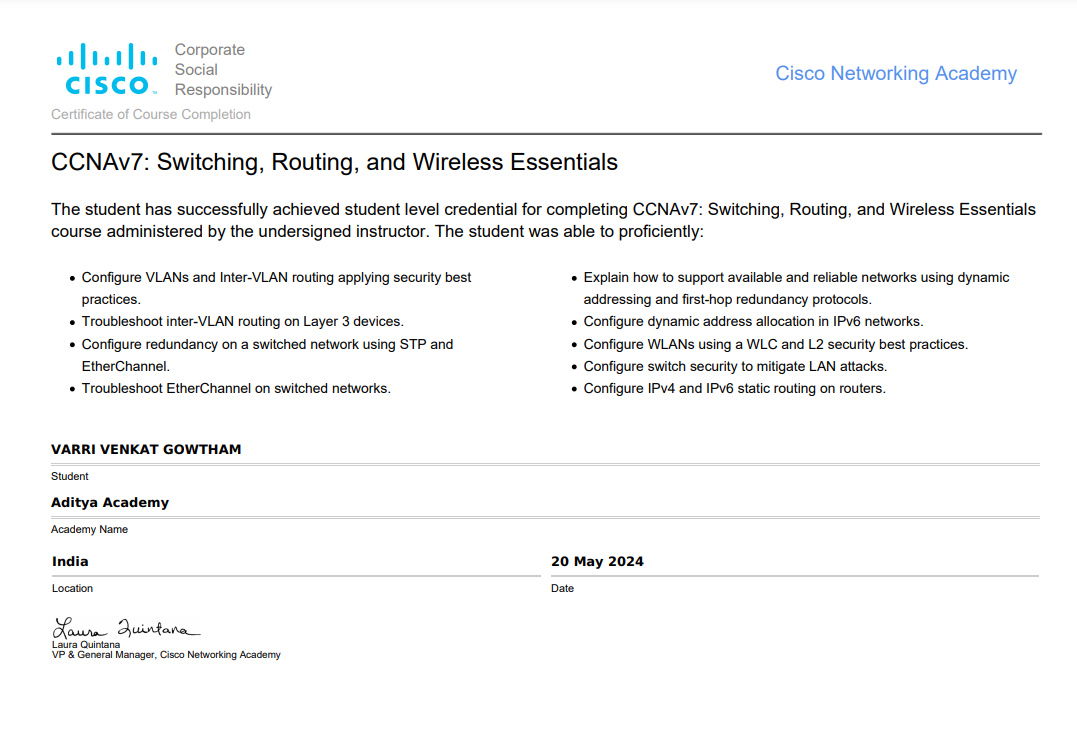 CISCO™
Corporate
Social
Responsibility
Cisco Networking Academy
Certificate of Course Completion
CCNAv7: Switching, Routing, and Wireless Essentials
The student has successfully achieved student level credential for completing CCNAv7: Switching, Routing, and Wireless Essentials
course administered by the undersigned instructor. The student was able to proficiently:
• Configure VLANs and Inter-VLAN routing applying security best
practices.
• Troubleshoot inter-VLAN routing on Layer 3 devices.
• Configure redundancy on a switched network using STP and
EtherChannel.
• Troubleshoot EtherChannel on switched networks.
• Explain how to support available and reliable networks using dynamic
addressing and first-hop redundancy protocols.
• Configure dynamic address allocation in IPv6 networks.
• Configure WLANs using a WLC and L2 security best practices.
• Configure switch security to mitigate LAN attacks.
• Configure IPv4 and IPv6 static routing on routers.
VARRI VENKAT GOWTHAM
Student
Aditya Academy
Academy Name
India
Location
20 May 2024
Date
Laura Quintana
Laura Quintana
VP & General Manager, Cisco Networking Academy